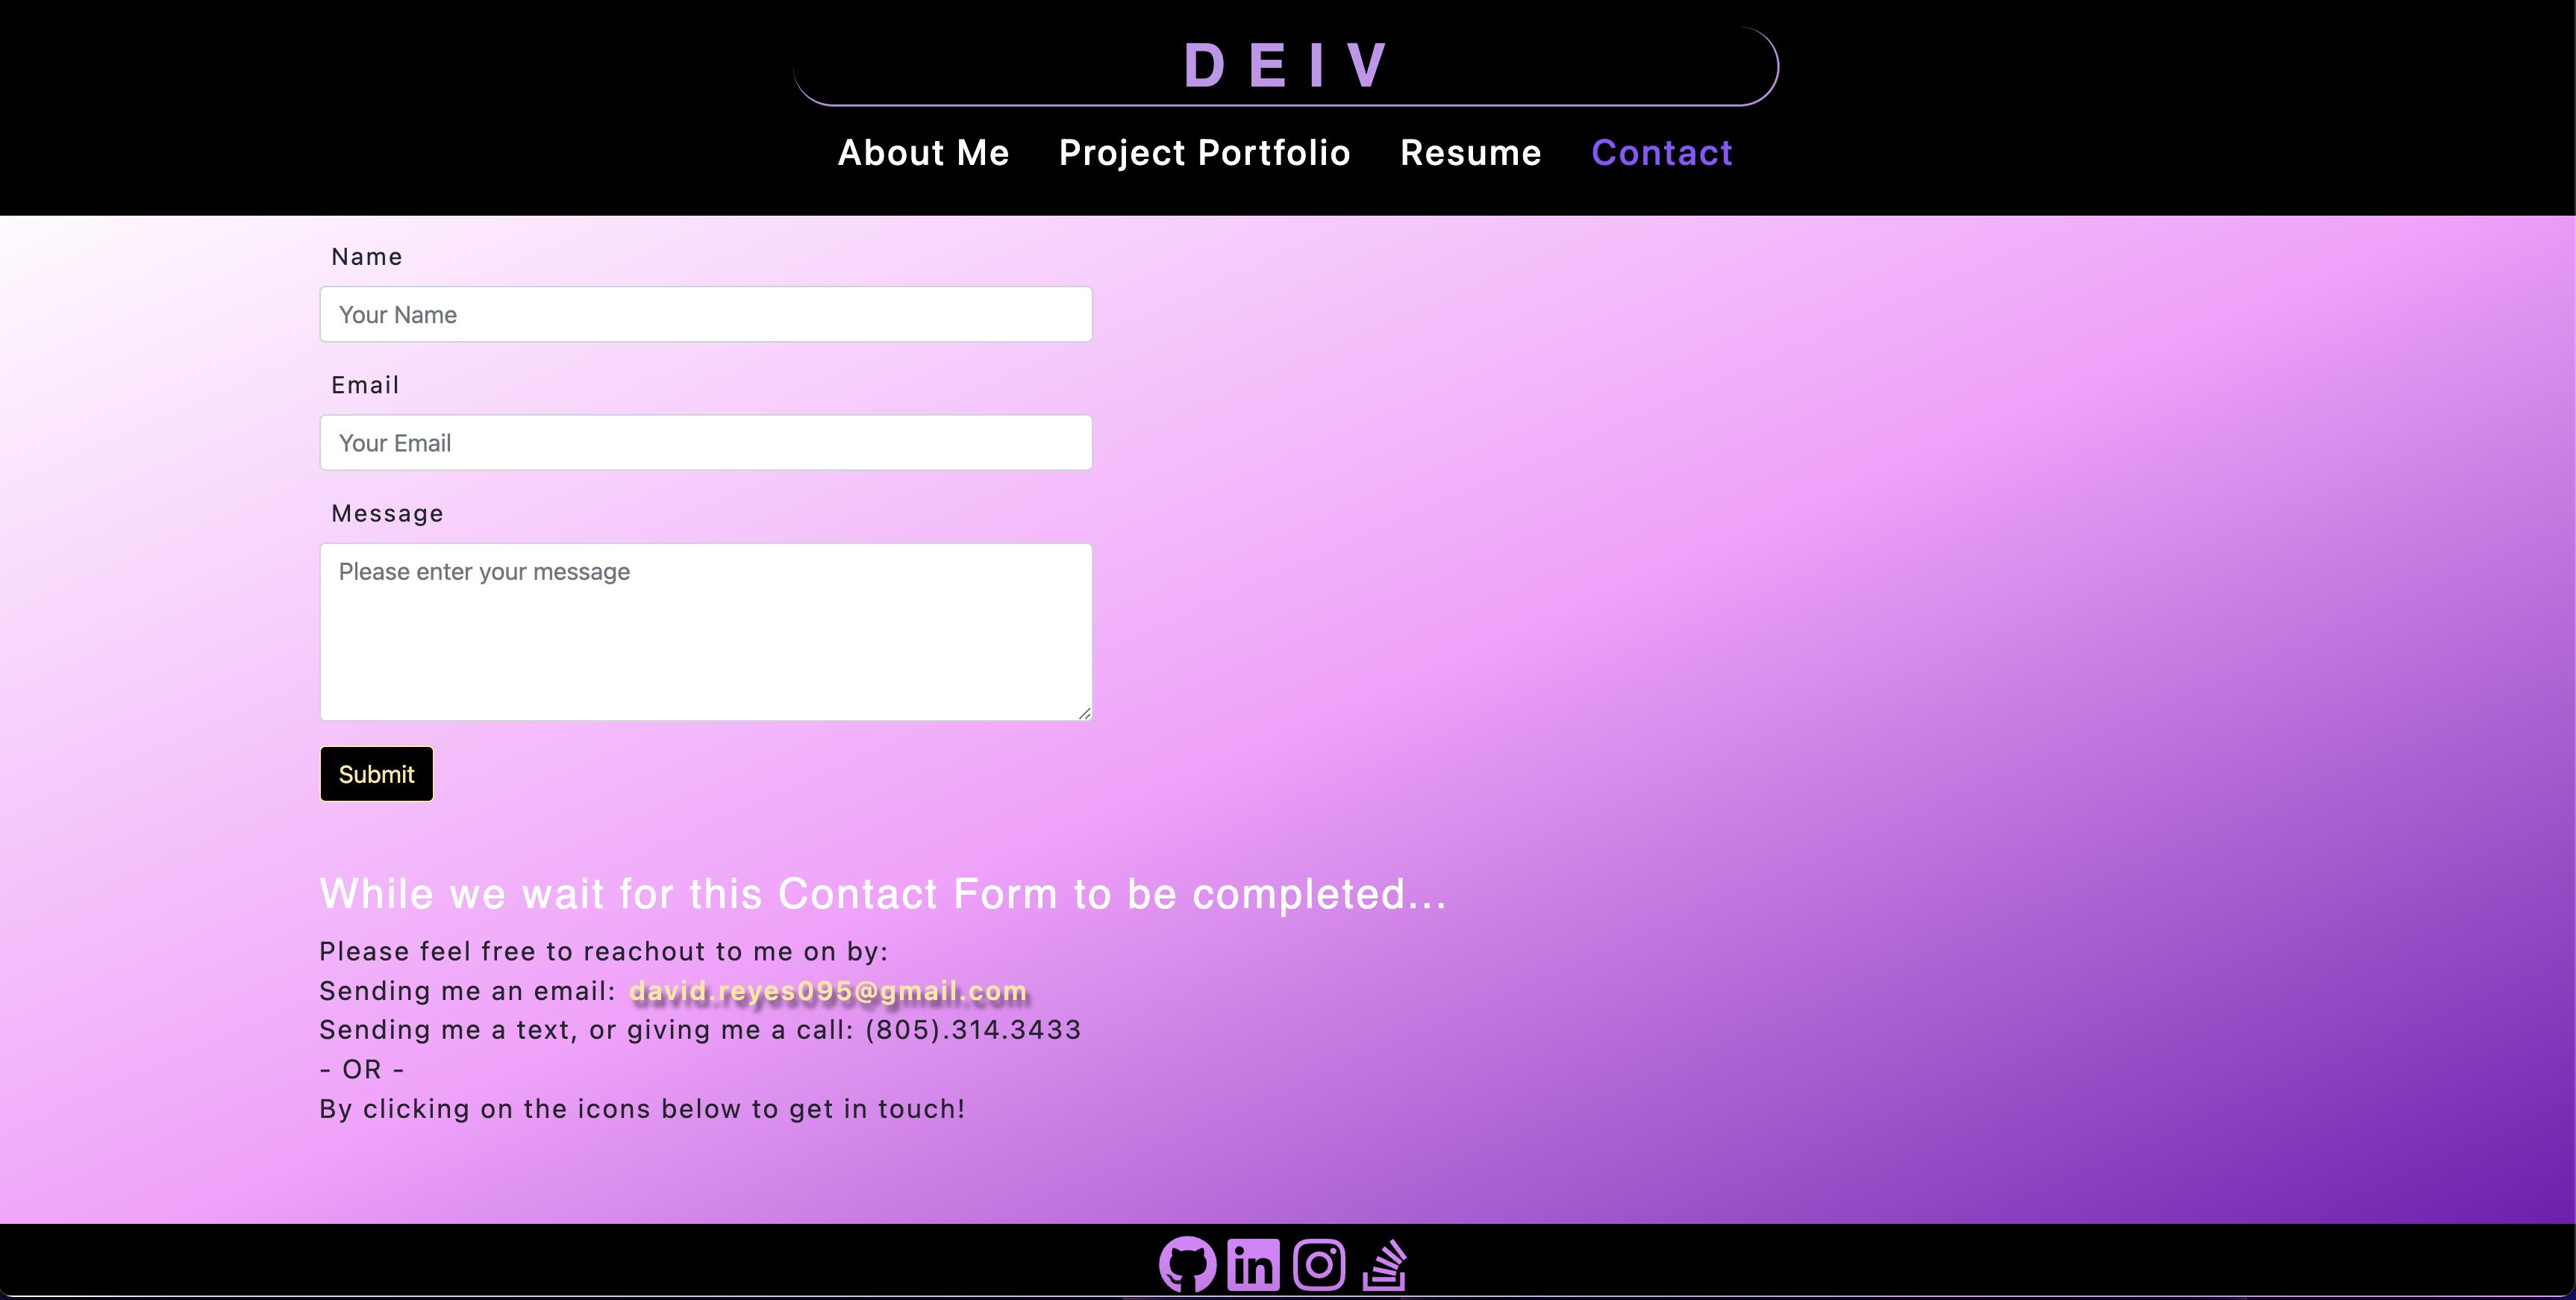 DEIV
About Me Project Portfolio Resume Contact
Name
Your Name
Email
Your Email
Message
Please enter your message
Submit
While we wait for this Contact Form to be completed...
Please feel free to reachout to me on by:
Sending me an email: david.reyes095@gmail.com
Sending me a text, or giving me a call: (805).314.3433
- OR -
By clicking on the icons below to get in touch!
in